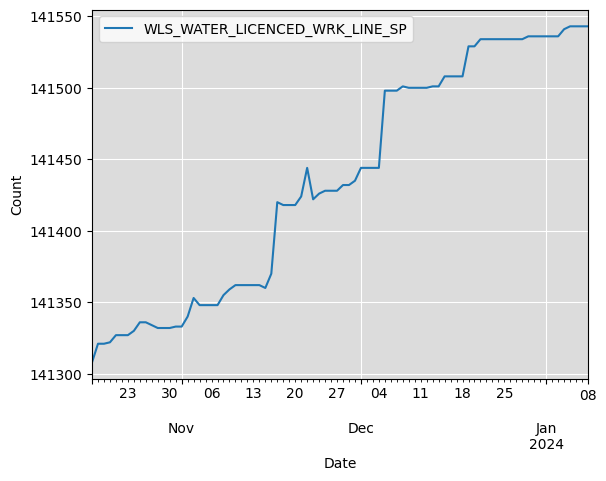 WLS_WATER_LICENCED_WRK_LINE_SP
141550
141500
141450
141400
141350
141300
Count
23 30 06 13 20 27 04 11 18 25 08
Nov Dec Jan
2024
Date